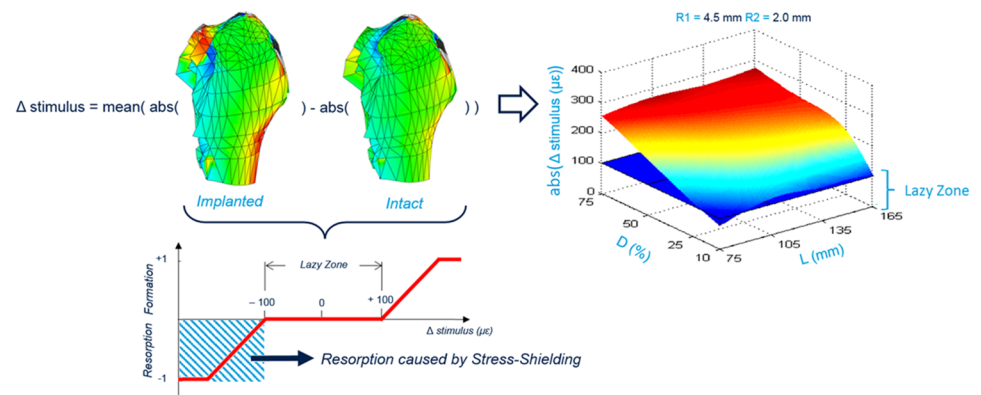 Δ stimulus = mean( abs( ) - abs( ) )
Implanted
Intact
R1 = 4.5 mm R2 = 2.0 mm
abs(Δ stimulus (με))
400
300
200
100
0
75
50
25
10
D (%)
75
105
135
165
L (mm)
Lazy Zone
Resorption Formation
+1
-1
Lazy Zone
– 100
0
+ 100
Δ stimulus (με)
Resorption caused by Stress-Shielding